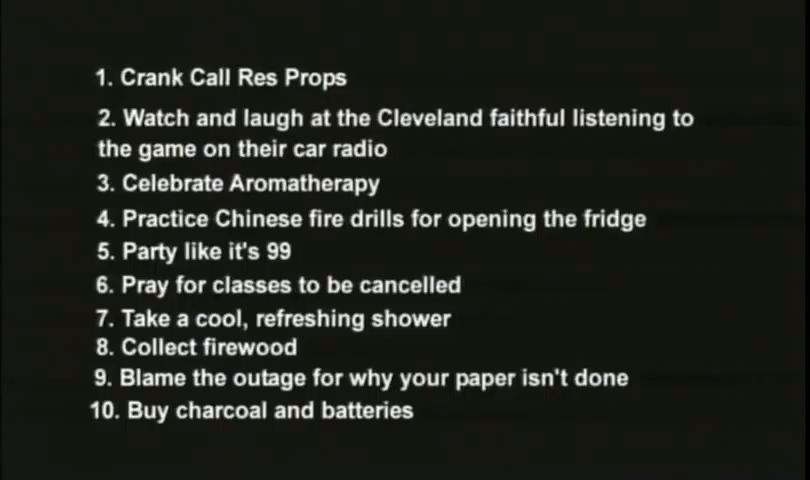 1. Crank Call Res Props
2. Watch and laugh at the Cleveland faithful listening to
the game on their car radio
3. Celebrate Aromatherapy
4. Practice Chinese fire drills for opening the fridge
5. Party like it's 99
6. Pray for classes to be cancelled
7. Take a cool, refreshing shower
8. Collect firewood
9. Blame the outage for why your paper isn't done
10. Buy charcoal and batteries